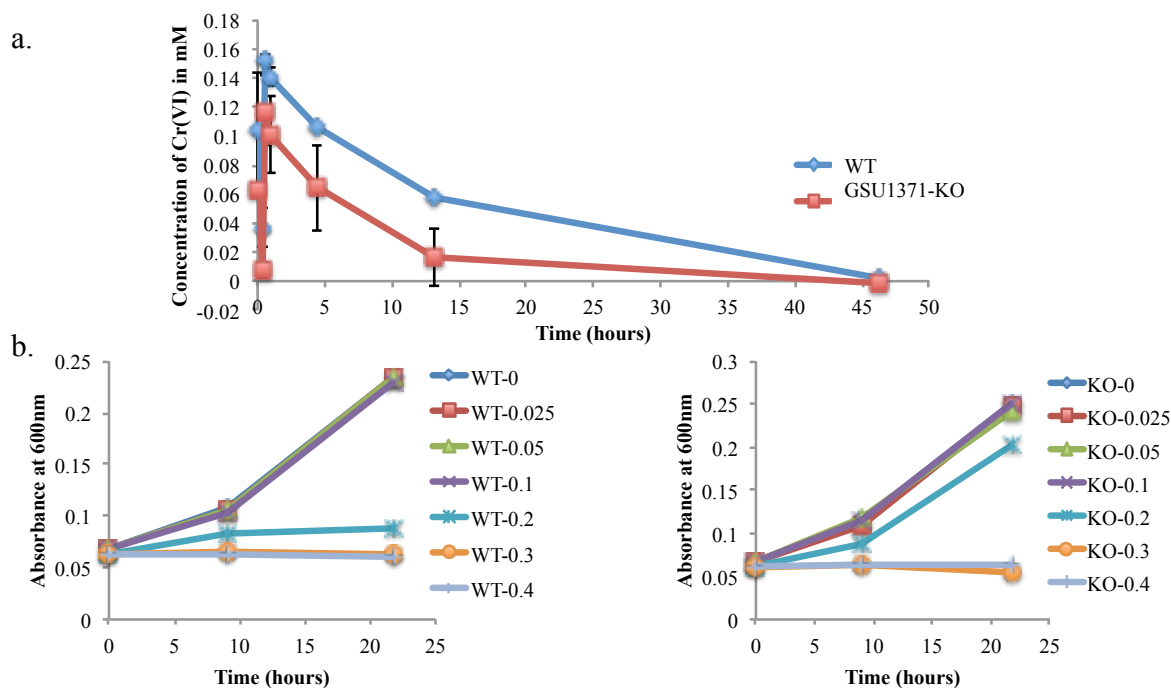 a.
Concentration of Cr(VI) in mM
0.18
0.16
0.14
0.12
0.1
0.08
0.06
0.04
0.02
0
-0.02
0 5 10 15 20 25 30 35 40 45 50
Time (hours)
WT
GSU1371-KO
b.
Absorbance at 600nm
0.25
0.2
0.15
0.1
0.05
0
0 5 10 15 20 25
Time (hours)
WT-0
WT-0.025
WT-0.05
WT-0.1
WT-0.2
WT-0.3
WT-0.4
Absorbance at 600nm
0.3
0.25
0.2
0.15
0.1
0.05
0
0 5 10 15 20 25
Time (hours)
KO-0
KO-0.025
KO-0.05
KO-0.1
KO-0.2
KO-0.3
KO-0.4